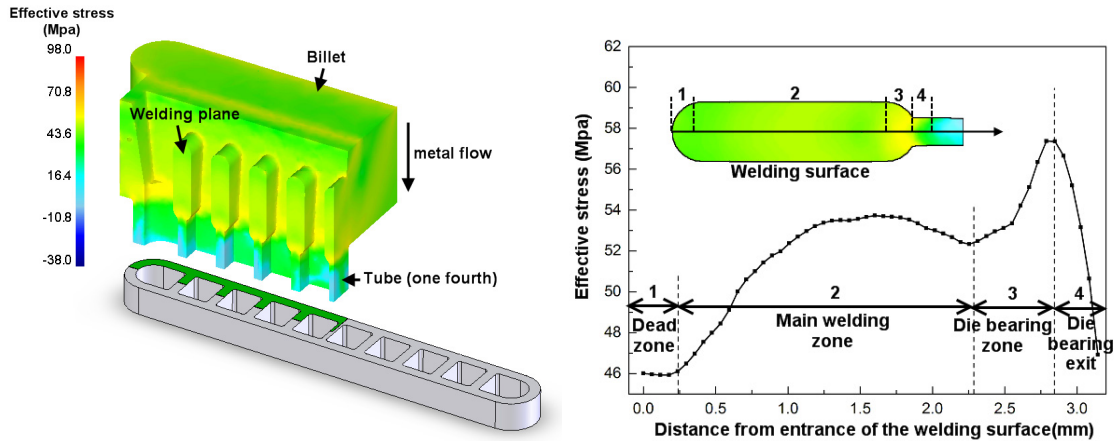 Effective stress
(Mpa)
98.0
70.8
43.6
16.4
-10.8
-38.0
Billet
Welding plane
metal flow
Tube (one fourth)
Effective stress (Mpa)
62
60
58
56
54
52
50
48
46
1 2 3 4
Welding surface
1 2 3 4
Dead
zone
Main welding
zone
Die bearing
zone
Die
bearing
exit
0.0 0.5 1.0 1.5 2.0 2.5 3.0
Distance from entrance of the welding surface(mm)